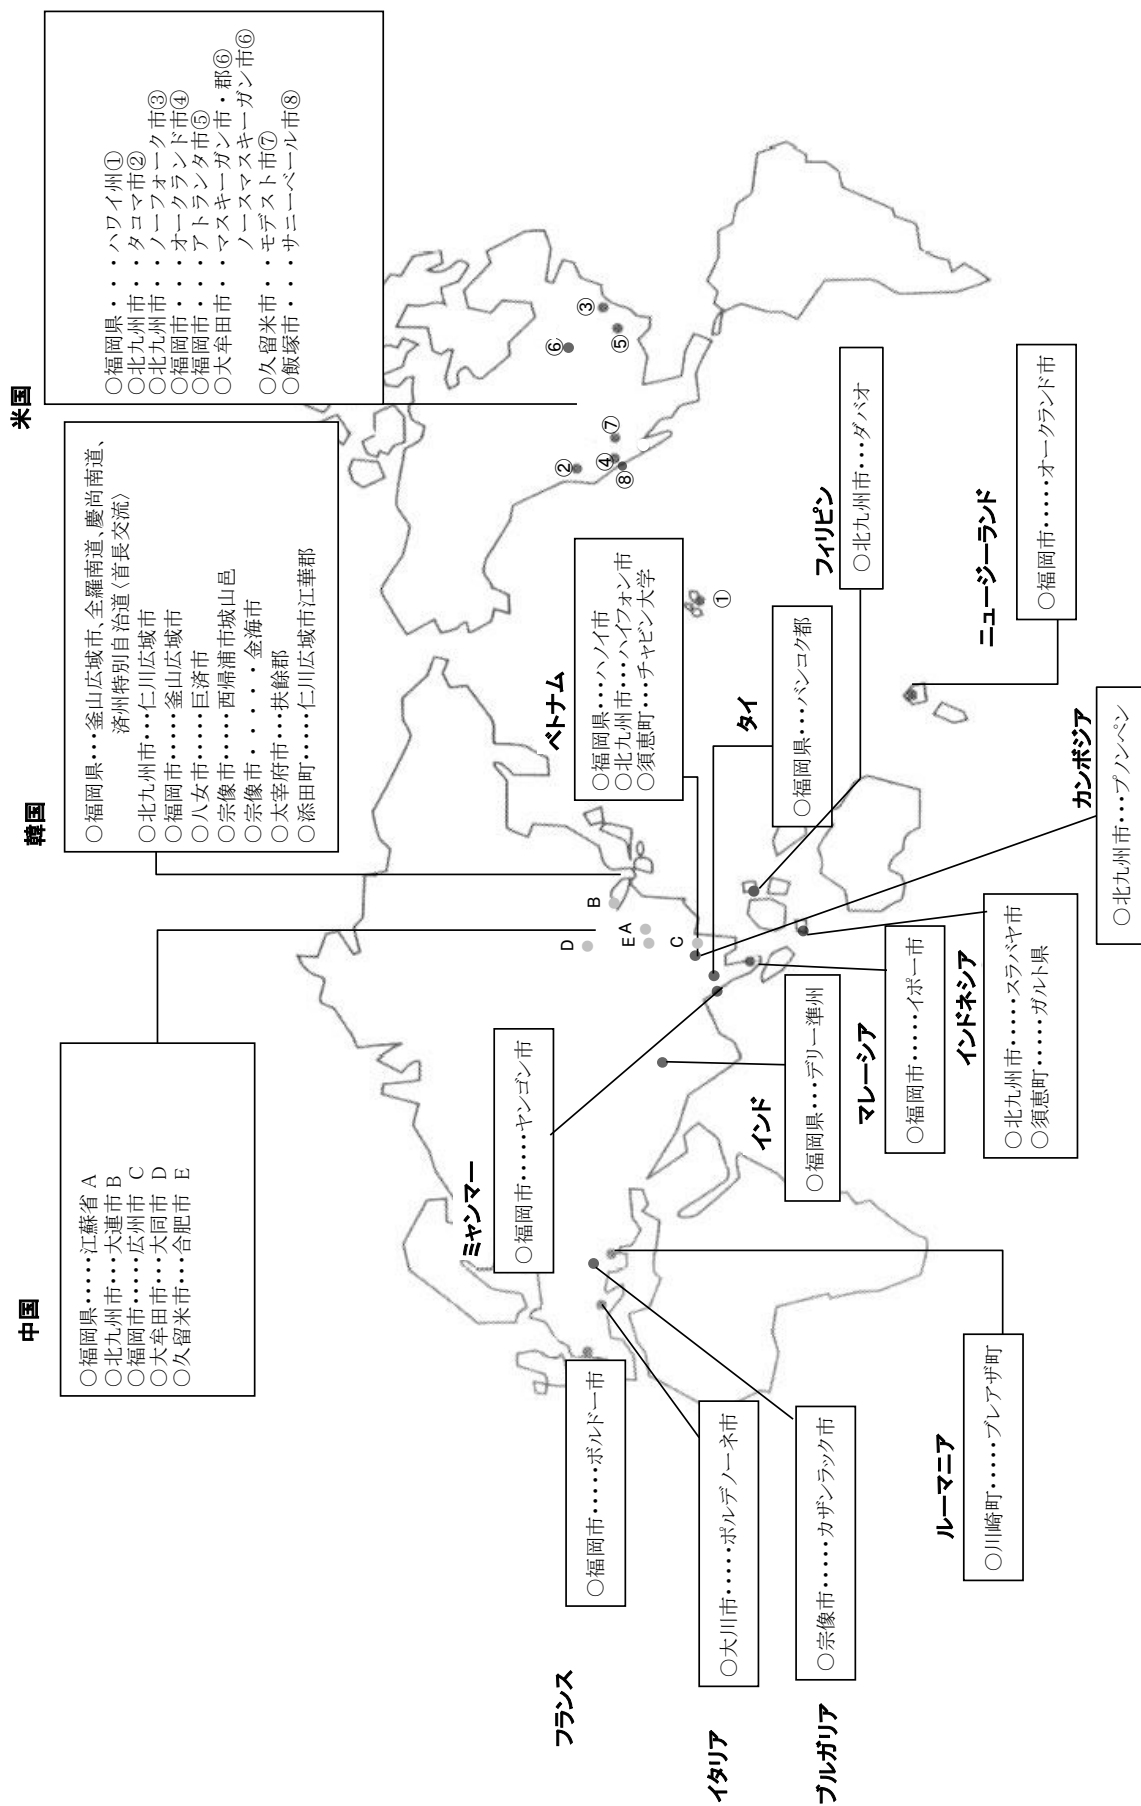 中国
○福岡県・・・・・江蘇省 A
○北九州市・・・大連市 B
○福岡市・・・・・広州市 C
○大牟田市・・・大同市 D
○久留米市・・・合肥市 E
韓国
○福岡県・・・釜山広域市、全羅南道、慶尚南道、
済州特別自治道〈首長交流〉
○北九州市・・・仁川広域市
○福岡市・・・・・釜山広域市
○八女市・・・・・巨済市
○宗像市・・・・・西帰浦市城山邑
○宗像市・・・・・金海市
○太宰府市・・・扶餘郡
○添田町・・・・・仁川広域市江華郡
米国
○福岡県・・・・ハワイ州①
○北九州市・・タコマ市②
○北九州市・・ノーフォーク市③
○福岡市・・・オークランド市④
○福岡市・・・アトランタ市⑤
○大牟田市・・マスキーガン市・郡⑥
ノースマスキーガン市⑥
○久留米市・・モデスト市⑦
○飯塚市・・・サニーベール市⑧
D
B
E A
C
⑥
③
⑤
②
④
⑦
⑧
①
ミャンマー
○福岡市・・・・・ヤンゴン市
ベトナム
○福岡県・・・ハノイ市
○北九州市・・・ハイフォン市
○須恵町・・・チャビン大学
フランス
○福岡市・・・・・ボルドー市
イタリア
○大川市・・・・・ポルデノーネ市
ブルガリア
○宗像市・・・・・カザンラック市
ルーマニア
○川崎町・・・・・ブレアザ町
インド
○福岡県・・・デリー準州
タイ
○福岡県・・・バンコク都
フィリピン
○北九州市・・・ダバオ
マレーシア
○福岡市・・・・・イポー市
インドネシア
○北九州市・・・・・スラバヤ市
○須恵町・・・・・ガルト県
カンボジア
○北九州市・・・プノンペン
ニュージーランド
○福岡市・・・・・オークランド市